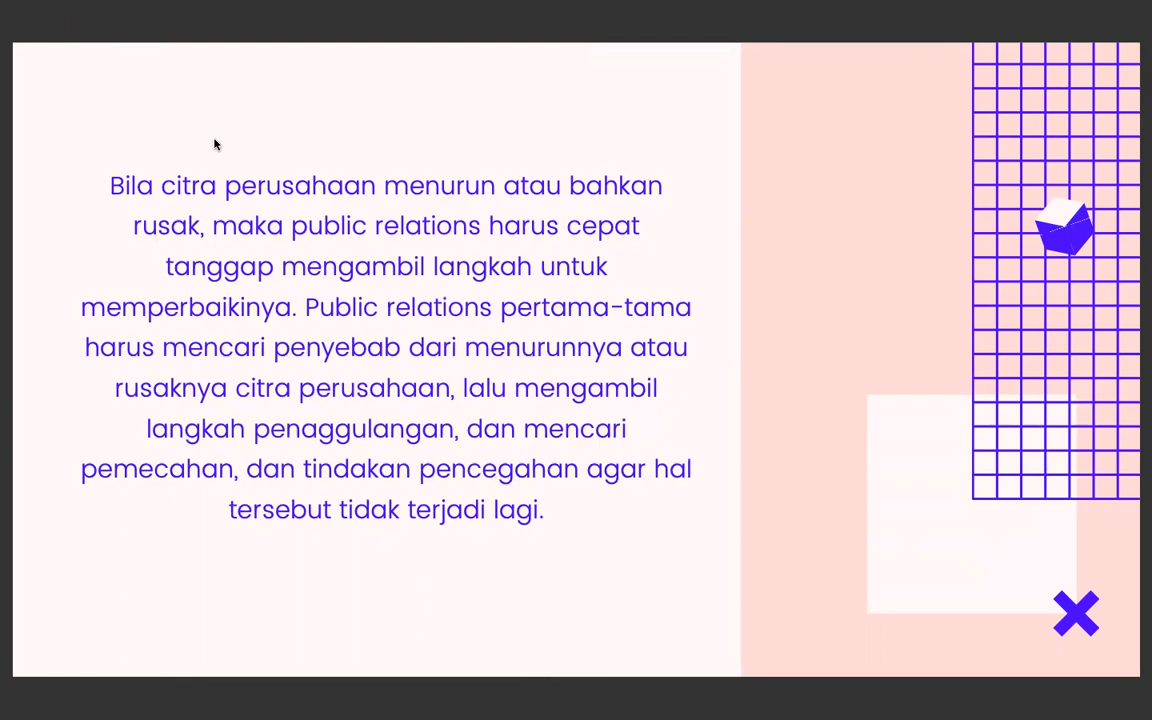 Bila citra perusahaan menurun atau bahkan
rusak, maka public relations harus cepat
tanggap mengambil langkah untuk
memperbaikinya. Public relations pertama-tama
harus mencari penyebab dari menurunnya atau
rusaknya citra perusahaan, lalu mengambil
langkah penaggulangan, dan mencari
pemecahan, dan tindakan pencegahan agar hal
tersebut tidak terjadi lagi.